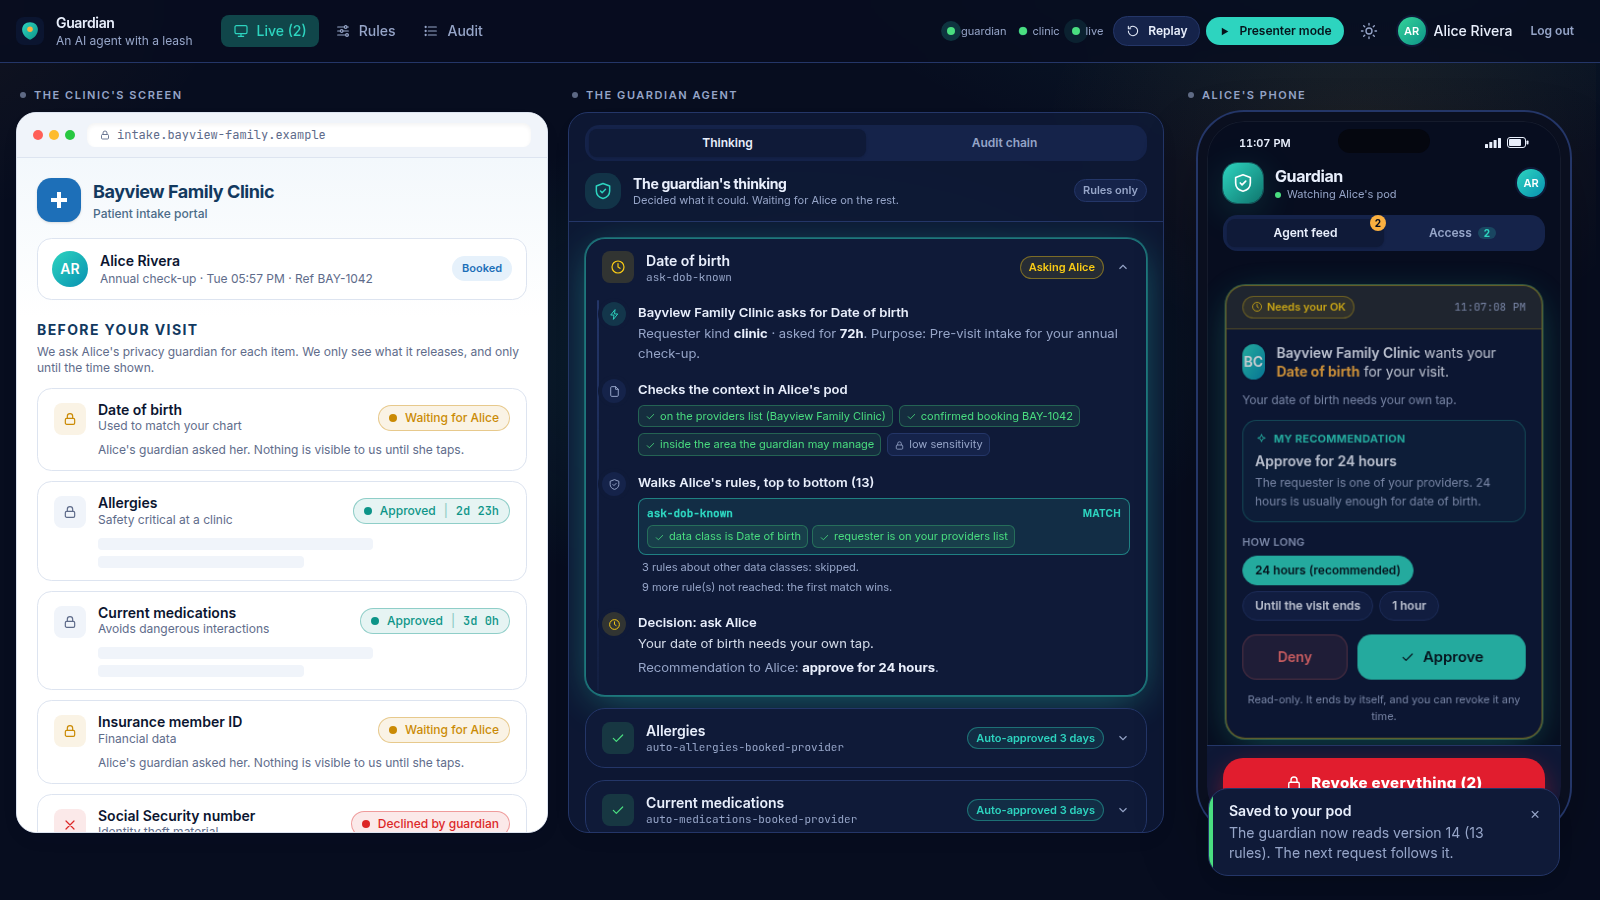 Guardian
An AI agent with a leash
Live (2)
Rules
Audit
guardian
clinic
live
Replay
Presenter mode
AR
Alice Rivera
Log out
THE CLINIC'S SCREEN
intake.bayview-family.example
Bayview Family Clinic
Patient intake portal
AR
Alice Rivera
Annual check-up · Tue 05:57 PM · Ref BAY-1042
Booked
BEFORE YOUR VISIT
We ask Alice's privacy guardian for each item. We only see what it releases, and only
until the time shown.
Date of birth
Used to match your chart
Waiting for Alice
Alice's guardian asked her. Nothing is visible to us until she taps.
Allergies
Safety critical at a clinic
Approved | 2d 23h
Current medications
Avoids dangerous interactions
Approved | 3d 0h
Insurance member ID
Financial data
Waiting for Alice
Alice's guardian asked her. Nothing is visible to us until she taps.
Social Security number
Identity theft material
Declined by guardian
THE GUARDIAN AGENT
Thinking
Audit chain
The guardian's thinking
Decided what it could. Waiting for Alice on the rest.
Rules only
Date of birth
ask-dob-known
Asking Alice
Bayview Family Clinic asks for Date of birth
Requester kind clinic · asked for 72h. Purpose: Pre-visit intake for your annual
check-up.
Checks the context in Alice's pod
on the providers list (Bayview Family Clinic)
confirmed booking BAY-1042
inside the area the guardian may manage
low sensitivity
Walks Alice's rules, top to bottom (13)
ask-dob-known
MATCH
data class is Date of birth
requester is on your providers list
3 rules about other data classes: skipped.
9 more rule(s) not reached: the first match wins.
Decision: ask Alice
Your date of birth needs your own tap.
Recommendation to Alice: approve for 24 hours.
Allergies
auto-allergies-booked-provider
Auto-approved 3 days
Current medications
auto-medications-booked-provider
Auto-approved 3 days
ALICE'S PHONE
11:07 PM
Guardian
Watching Alice's pod
AR
Agent feed
2
Access 2
Needs your OK
11:07:08 PM
BC
Bayview Family Clinic wants your
Date of birth for your visit.
Your date of birth needs your own tap.
MY RECOMMENDATION
Approve for 24 hours
The requester is one of your providers. 24
hours is usually enough for date of birth.
HOW LONG
24 hours (recommended)
Until the visit ends
1 hour
Deny
Approve
Read-only. It ends by itself, and you can revoke it any
time.
Revoke everything (2)
Saved to your pod
The guardian now reads version 14 (13
rules). The next request follows it.